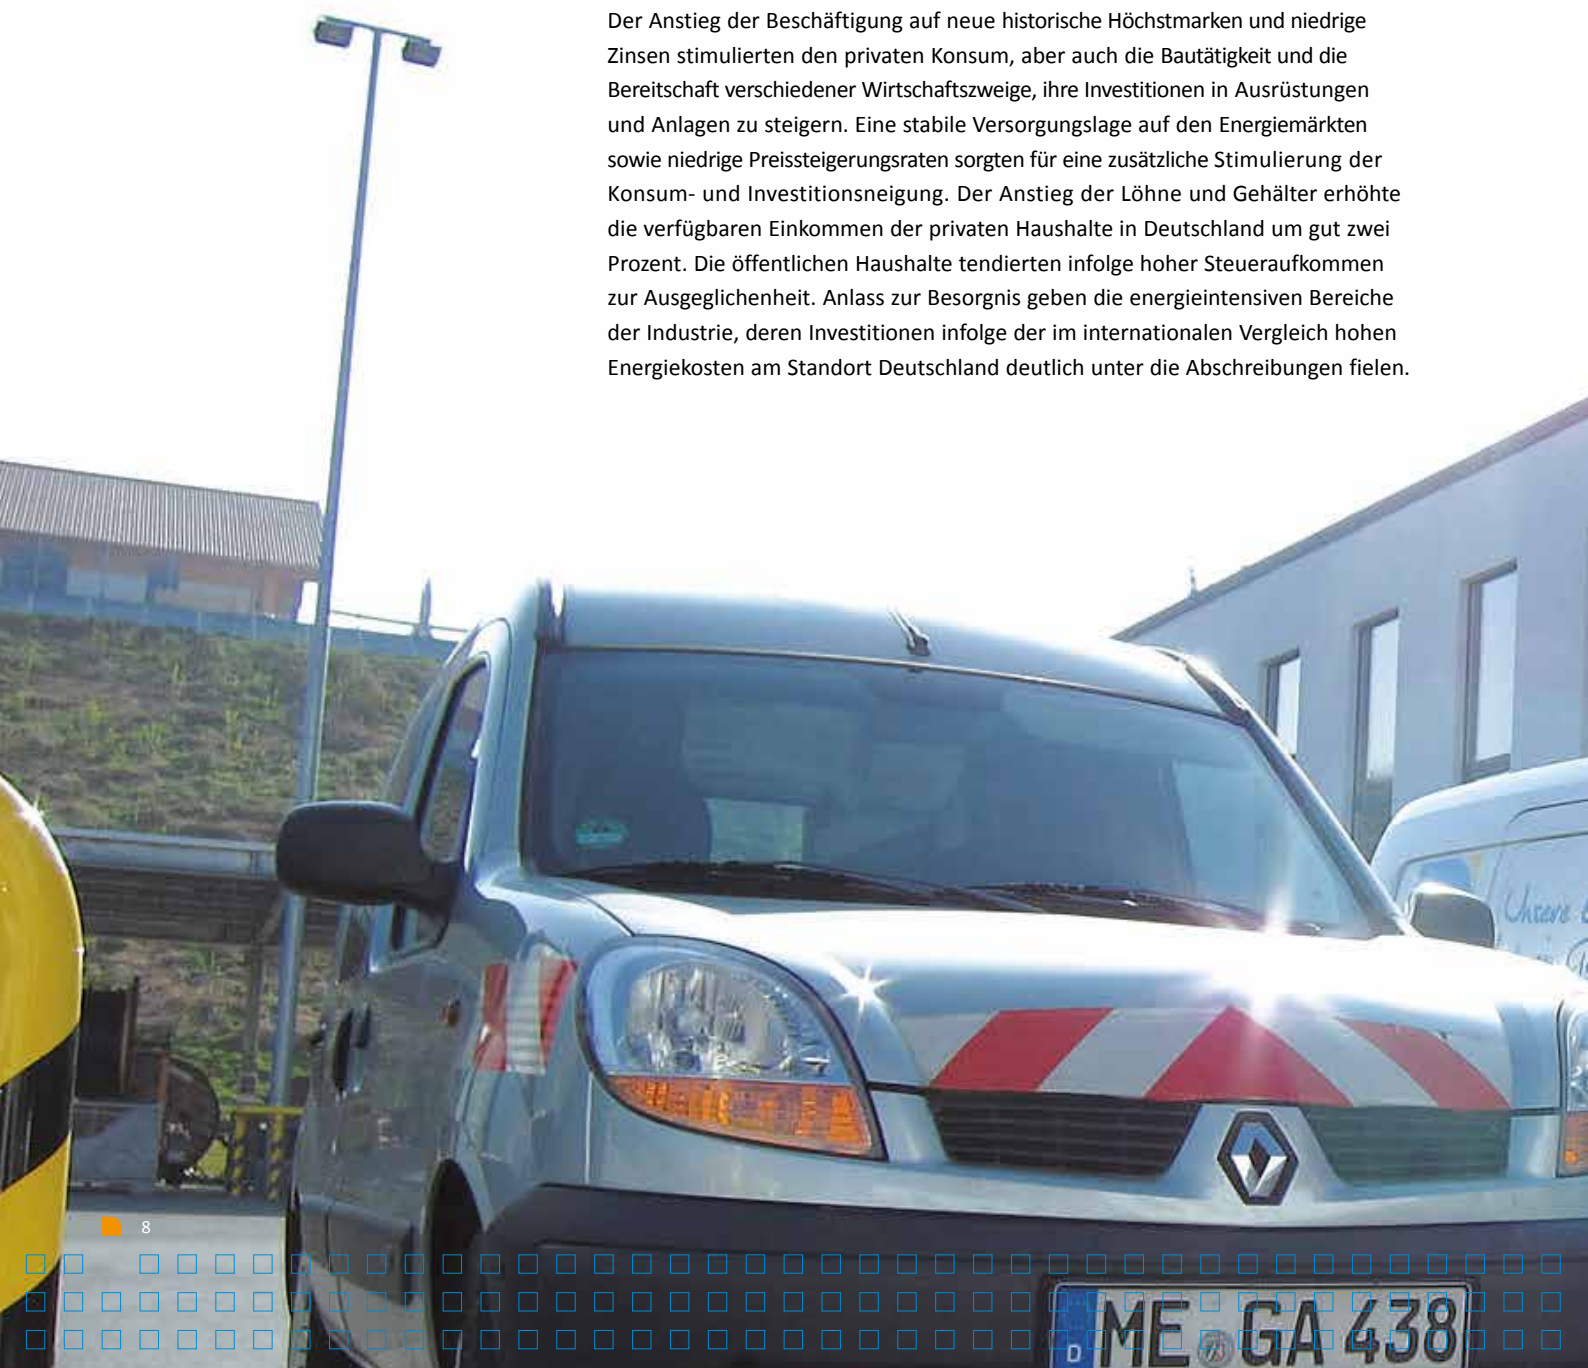 Der Anstieg der Beschäftigung auf neue historische Höchstmarken und niedrige
Zinsen stimulierten den privaten Konsum, aber auch die Bautätigkeit und die
Bereitschaft verschiedener Wirtschaftszweige, ihre Investitionen in Ausrüstungen
und Anlagen zu steigern. Eine stabile Versorgungslage auf den Energiemärkten
sowie niedrige Preissteigerungsraten sorgten für eine zusätzliche Stimulierung der
Konsum- und Investitionsneigung. Der Anstieg der Löhne und Gehälter erhöhte
die verfügbaren Einkommen der privaten Haushalte in Deutschland um gut zwei
Prozent. Die öffentlichen Haushalte tendierten infolge hoher Steueraufkommen
zur Ausgeglichenheit. Anlass zur Besorgnis geben die energieintensiven Bereiche
der Industrie, deren Investitionen infolge der im internationalen Vergleich hohen
Energiekosten am Standort Deutschland deutlich unter die Abschreibungen fielen.
8
D ME GA 438